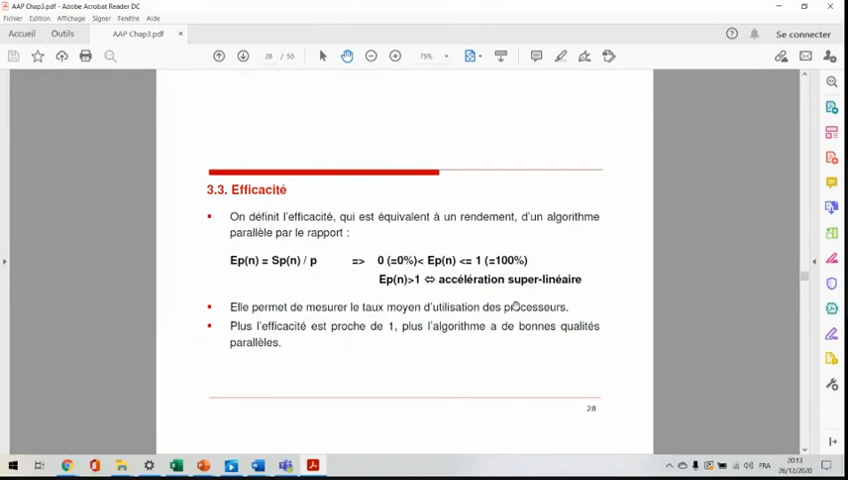 AAP Chap3.pdf - Adobe Acrobat Reader DC
Fichier Edition Affichage Signer Fenêtre Aide
Accueil Outils AAP Chap3.pdf × Se connecter
28 / 50 75%
3.3. Efficacité
▪ On définit l'efficacité, qui est équivalent à un rendement, d'un algorithme
parallèle par le rapport :
Ep(n) = Sp(n) / p => 0 (=0%)< Ep(n) <= 1 (=100%)
Ep(n)>1 ⇔ accélération super-linéaire
▪ Elle permet de mesurer le taux moyen d'utilisation des processeurs.
▪ Plus l'efficacité est proche de 1, plus l'algorithme a de bonnes qualités
parallèles.
28
FRA 20:13
26/12/2020